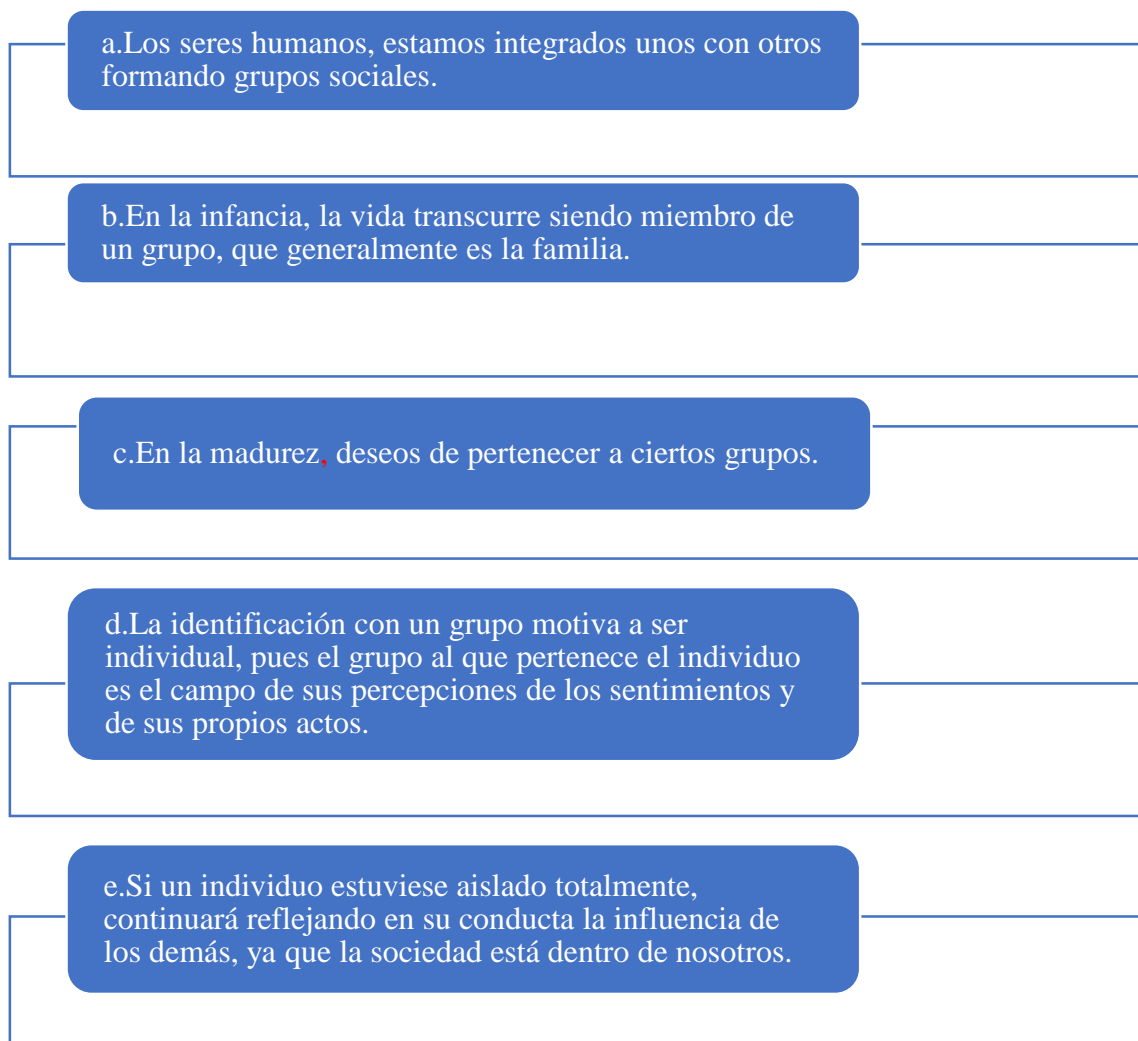 a.Los seres humanos, estamos integrados unos con otros
formando grupos sociales.
b.En la infancia, la vida transcurre siendo miembro de
un grupo, que generalmente es la familia.
c.En la madurez, deseos de pertenecer a ciertos grupos.
d.La identificación con un grupo motiva a ser
individual, pues el grupo al que pertenece el individuo
es el campo de sus percepciones de los sentimientos y
de sus propios actos.
e.Si un individuo estuviese aislado totalmente,
continuará reflejando en su conducta la influencia de
los demás, ya que la sociedad está dentro de nosotros.